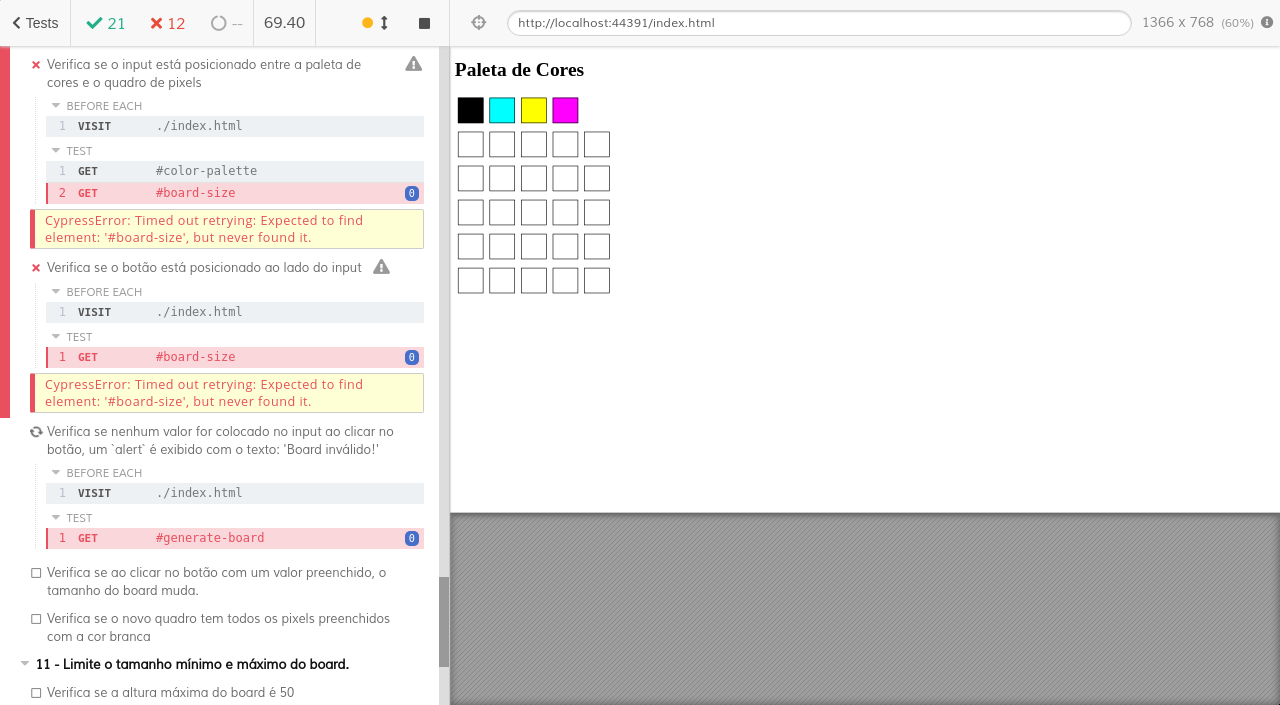 Tests 21 12 -- 69.40 http://localhost:44391/index.html 1366 x 768 (60%)
Verifica se o input está posicionado entre a paleta de
cores e o quadro de pixels
BEFORE EACH
1 VISIT ./index.html
TEST
1 GET #color-palette
2 GET #board-size 0
CypressError: Timed out retrying: Expected to find
element: '#board-size', but never found it.
Verifica se o botão está posicionado ao lado do input
BEFORE EACH
1 VISIT ./index.html
TEST
1 GET #board-size 0
CypressError: Timed out retrying: Expected to find
element: '#board-size', but never found it.
Verifica se nenhum valor for colocado no input ao clicar no
botão, um `alert` é exibido com o texto: 'Board inválido!'
BEFORE EACH
1 VISIT ./index.html
TEST
1 GET #generate-board 0
Verifica se ao clicar no botão com um valor preenchido, o
tamanho do board muda.
Verifica se o novo quadro tem todos os pixels preenchidos
com a cor branca
11 - Limite o tamanho mínimo e máximo do board.
Verifica se a altura máxima do board é 50
Paleta de Cores